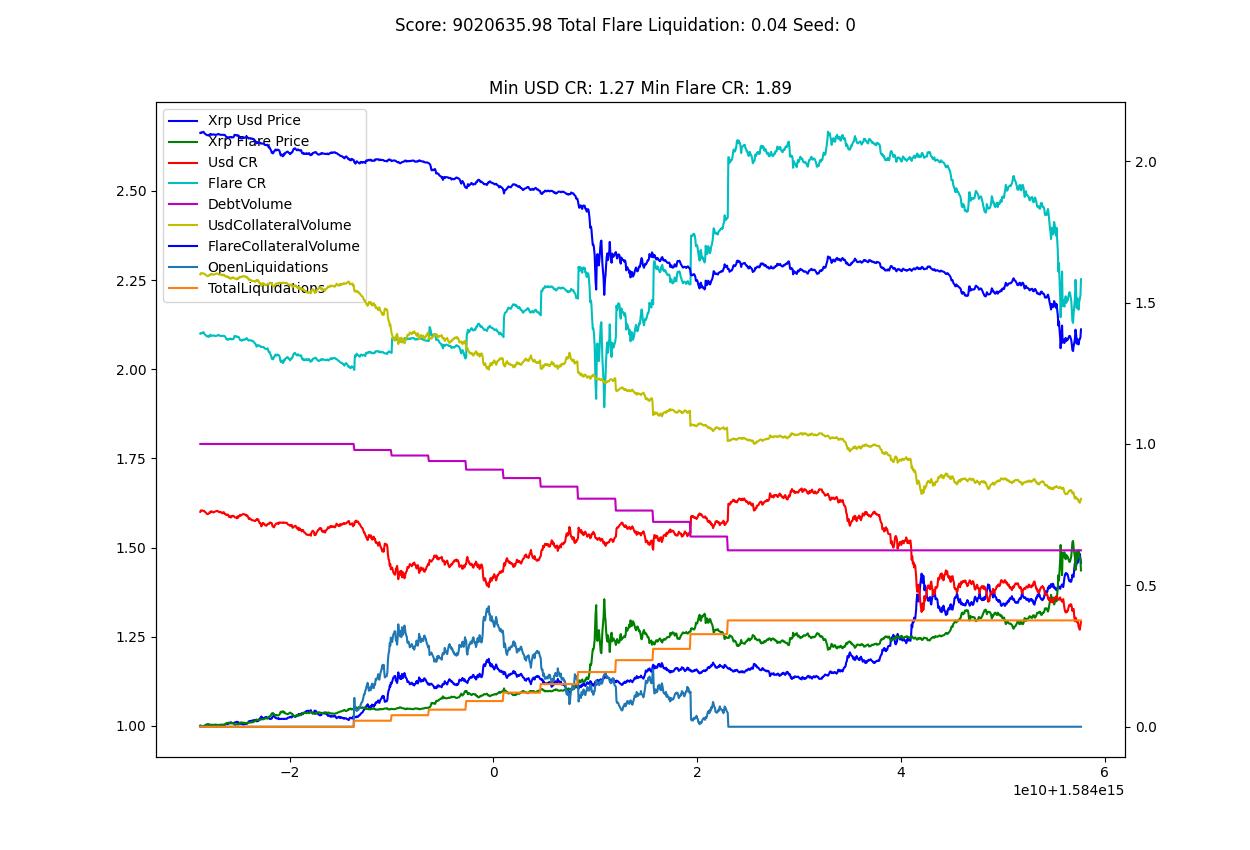 Score: 9020635.98 Total Flare Liquidation: 0.04 Seed: 0
Min USD CR: 1.27 Min Flare CR: 1.89
Xrp Usd Price
Xrp Flare Price
Usd CR
Flare CR
DebtVolume
UsdCollateralVolume
FlareCollateralVolume
OpenLiquidations
TotalLiquidations
2.50
2.25
2.00
1.75
1.50
1.25
1.00
2.0
1.5
1.0
0.5
0.0
−2
0
2
4
6
1e10+1.584e15